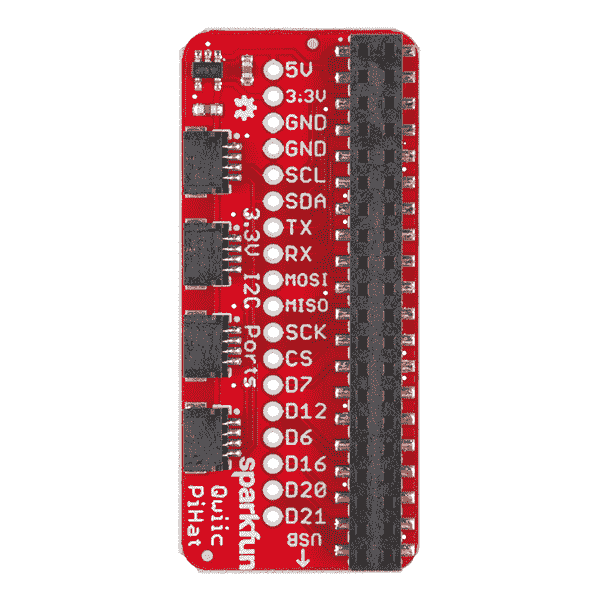 5V
3.3V
GND
GND
SCL
SDA
TX
RX
MOSI
MISO
SCK
CS
D7
D12
D6
D16
D20
D21
USB
3.3V I2C Ports
sparkfun
Qwiic
PiHat